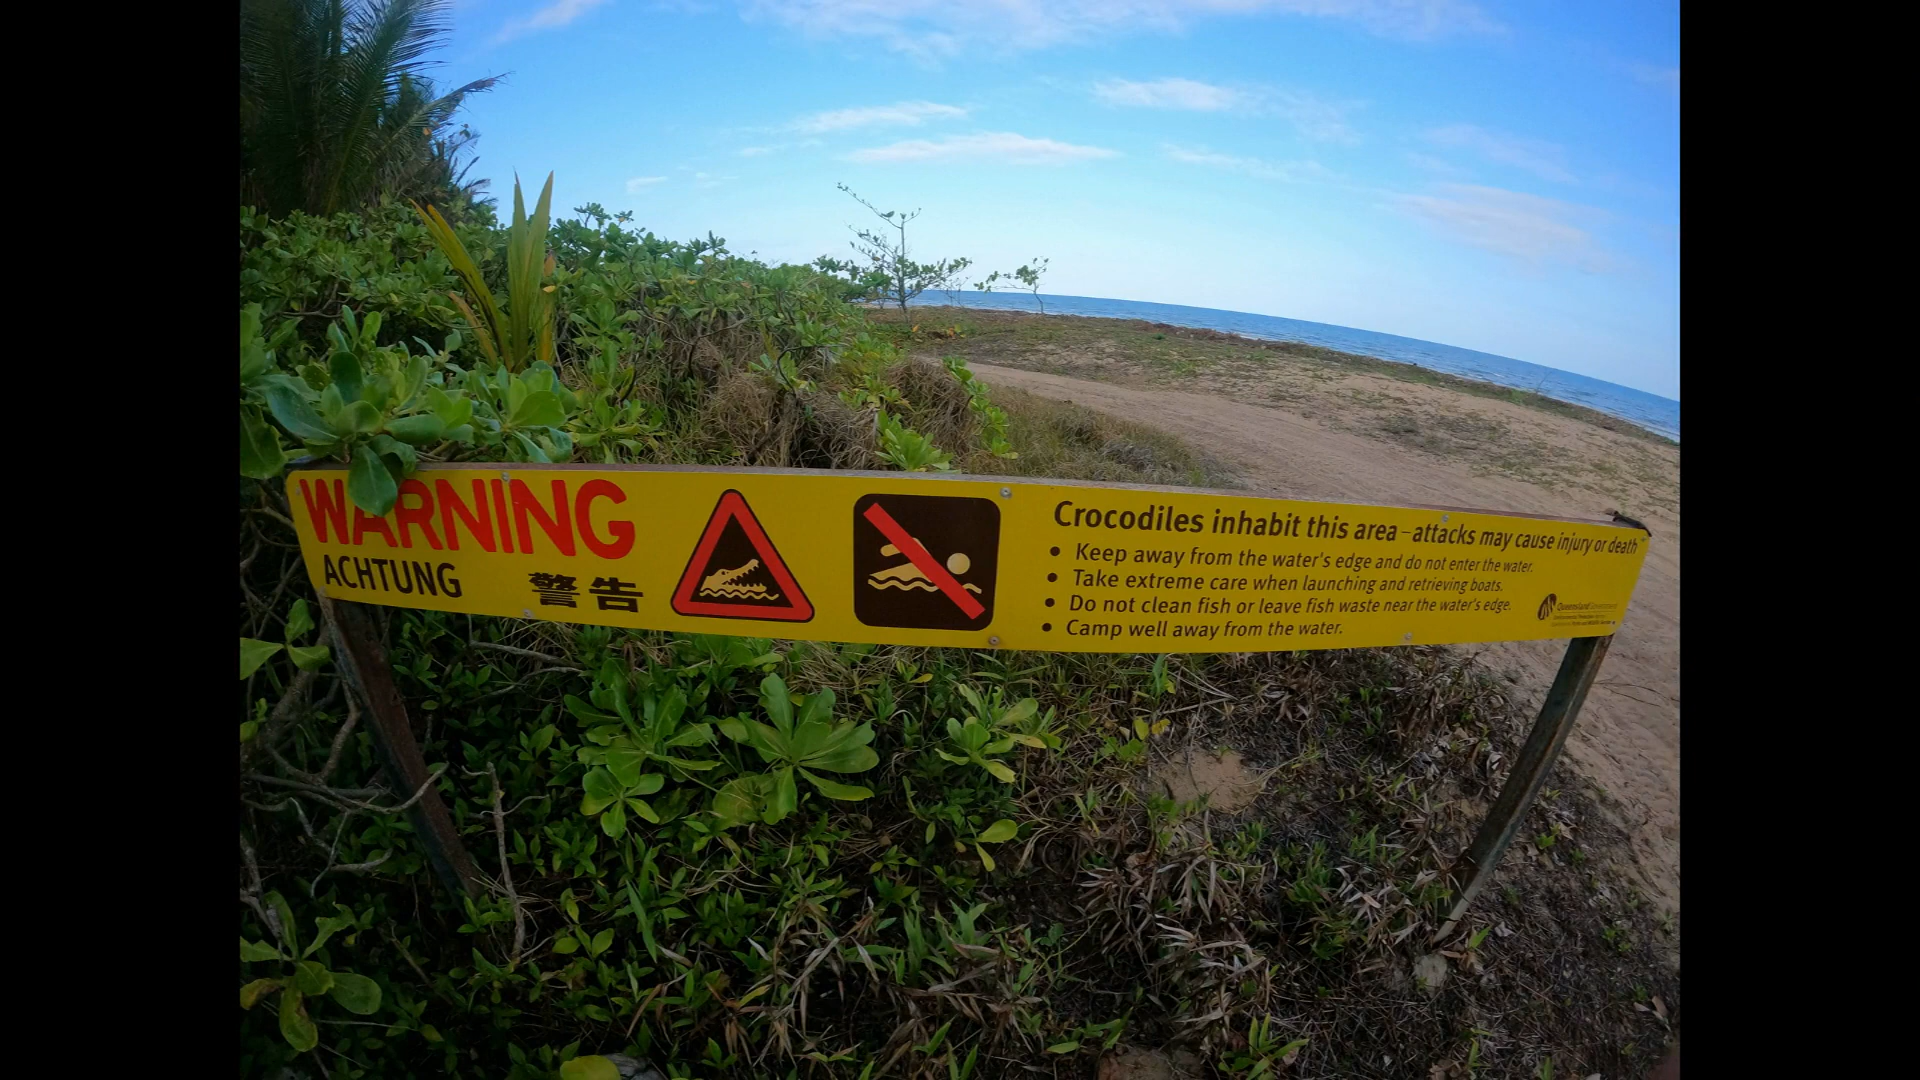 WARNING
ACHTUNG 警告
Crocodiles inhabit this area – attacks may cause injury or death
• Keep away from the water's edge and do not enter the water.
• Take extreme care when launching and retrieving boats.
• Do not clean fish or leave fish waste near the water's edge.
• Camp well away from the water.
Queensland Government